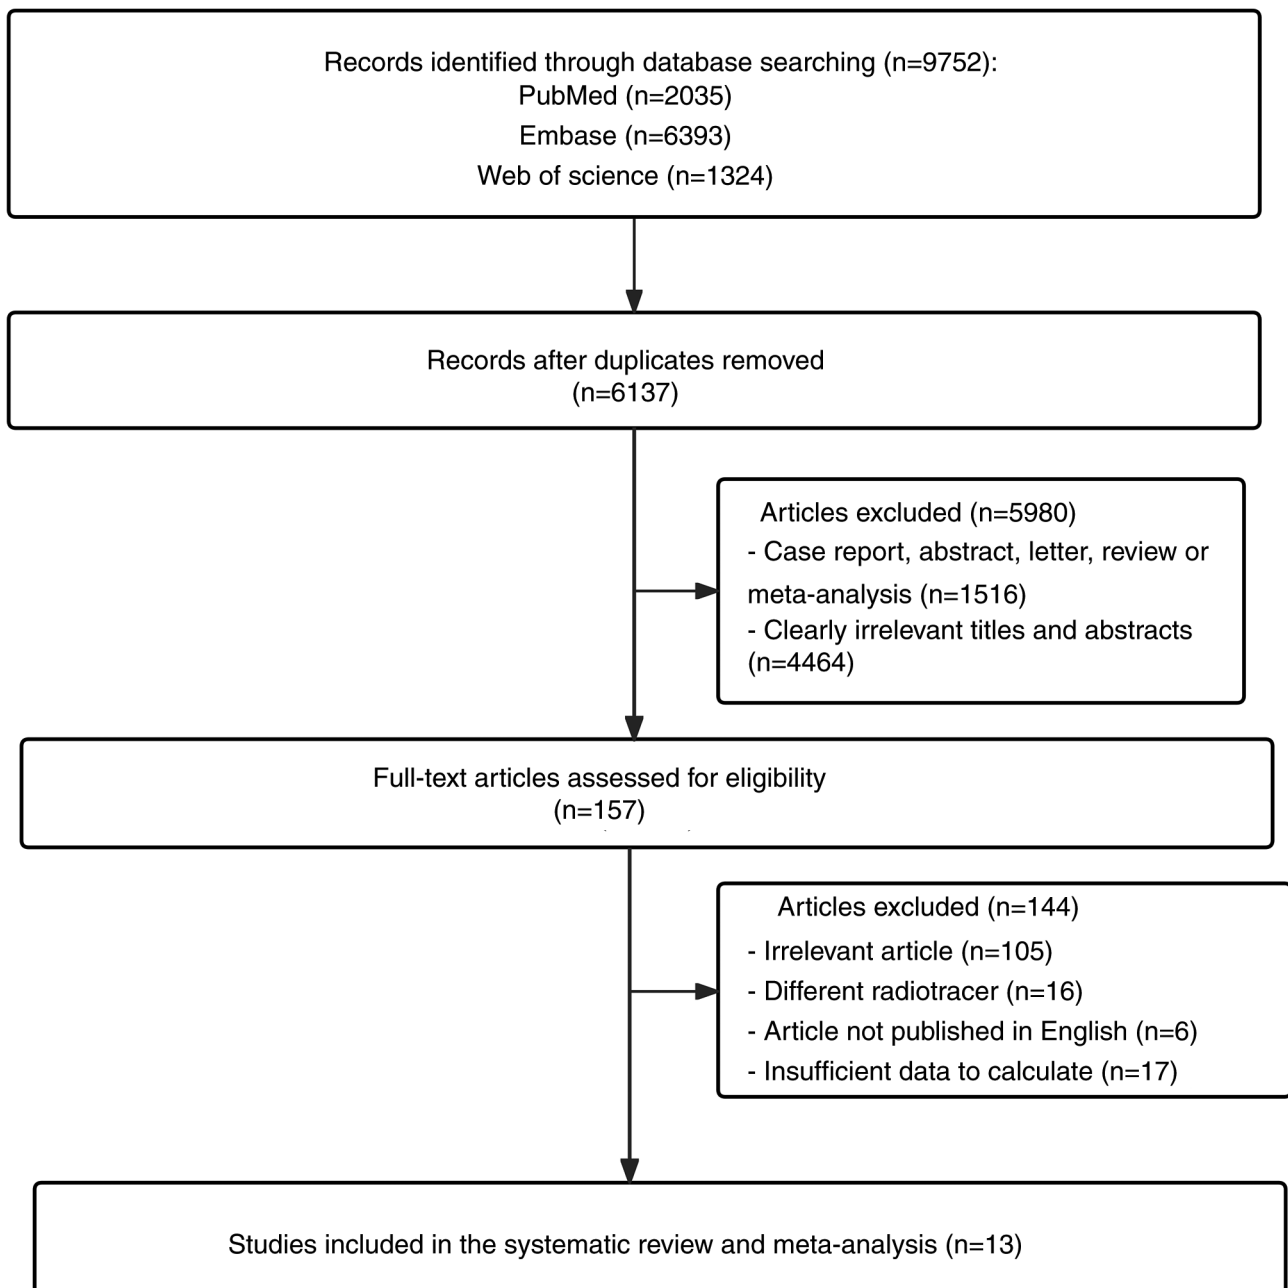 Records identified through database searching (n=9752):
PubMed (n=2035)
Embase (n=6393)
Web of science (n=1324)
Records after duplicates removed
(n=6137)
Articles excluded (n=5980)
- Case report, abstract, letter, review or
meta-analysis (n=1516)
- Clearly irrelevant titles and abstracts
(n=4464)
Full-text articles assessed for eligibility
(n=157)
Articles excluded (n=144)
- Irrelevant article (n=105)
- Different radiotracer (n=16)
- Article not published in English (n=6)
- Insufficient data to calculate (n=17)
Studies included in the systematic review and meta-analysis (n=13)